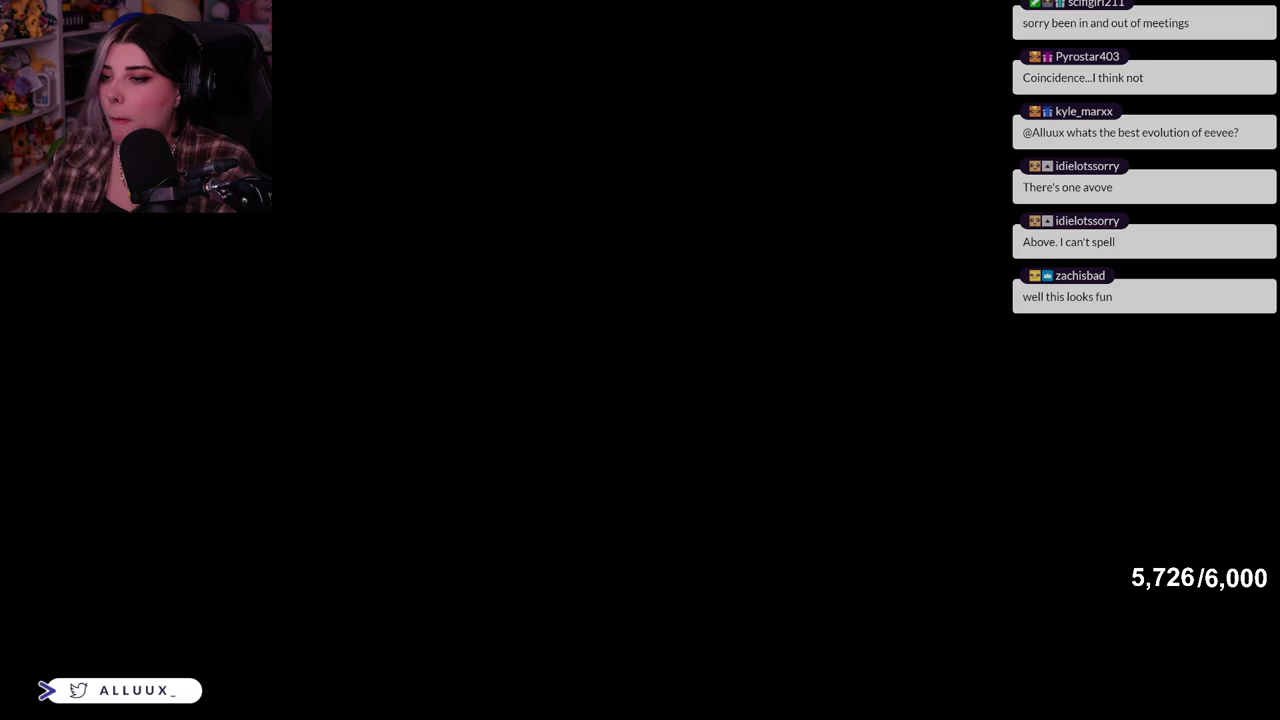 scifigirl211
sorry been in and out of meetings
Pyrostar403
Coincidence...I think not
kyle_marxx
@Alluux whats the best evolution of eevee?
idielotssorry
There's one avove
idielotssorry
Above. I can't spell
zachisbad
well this looks fun
5,726/6,000
ALLUUX_